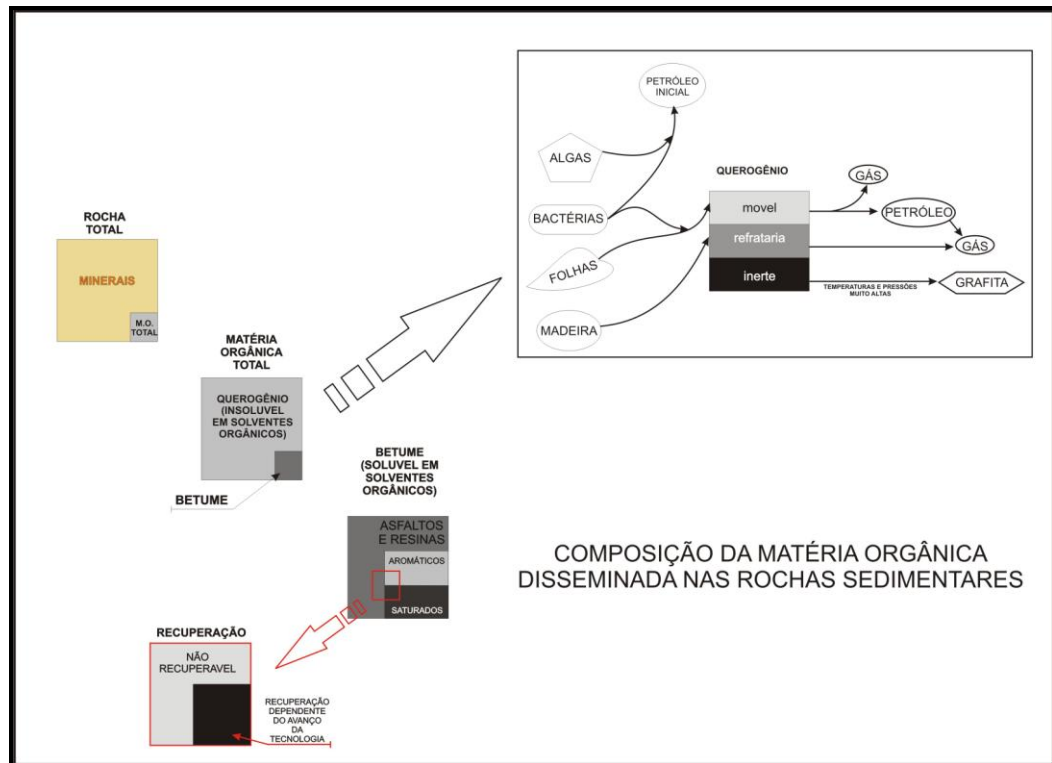 PETRÓLEO
INICIAL
ALGAS
BACTÉRIAS
FOLHAS
MADEIRA
QUEROGÊNIO
movel
refrataria
inerte
GÁS
PETRÓLEO
GÁS
TEMPERATURAS E PRESSÕES
MUITO ALTAS
GRAFITA
ROCHA
TOTAL
MINERAIS
M.O.
TOTAL
MATÉRIA
ORGÂNICA
TOTAL
QUEROGÊNIO
(INSOLUVEL
EM SOLVENTES
ORGÂNICOS)
BETUME
BETUME
(SOLUVEL EM
SOLVENTES
ORGÂNICOS)
ASFALTOS
E RESINAS
AROMÁTICOS
SATURADOS
COMPOSIÇÃO DA MATÉRIA ORGÂNICA
DISSEMINADA NAS ROCHAS SEDIMENTARES
RECUPERAÇÃO
NÃO
RECUPERAVEL
RECUPERAÇÃO
DEPENDENTE
DO AVANÇO
DA
TECNOLOGIA